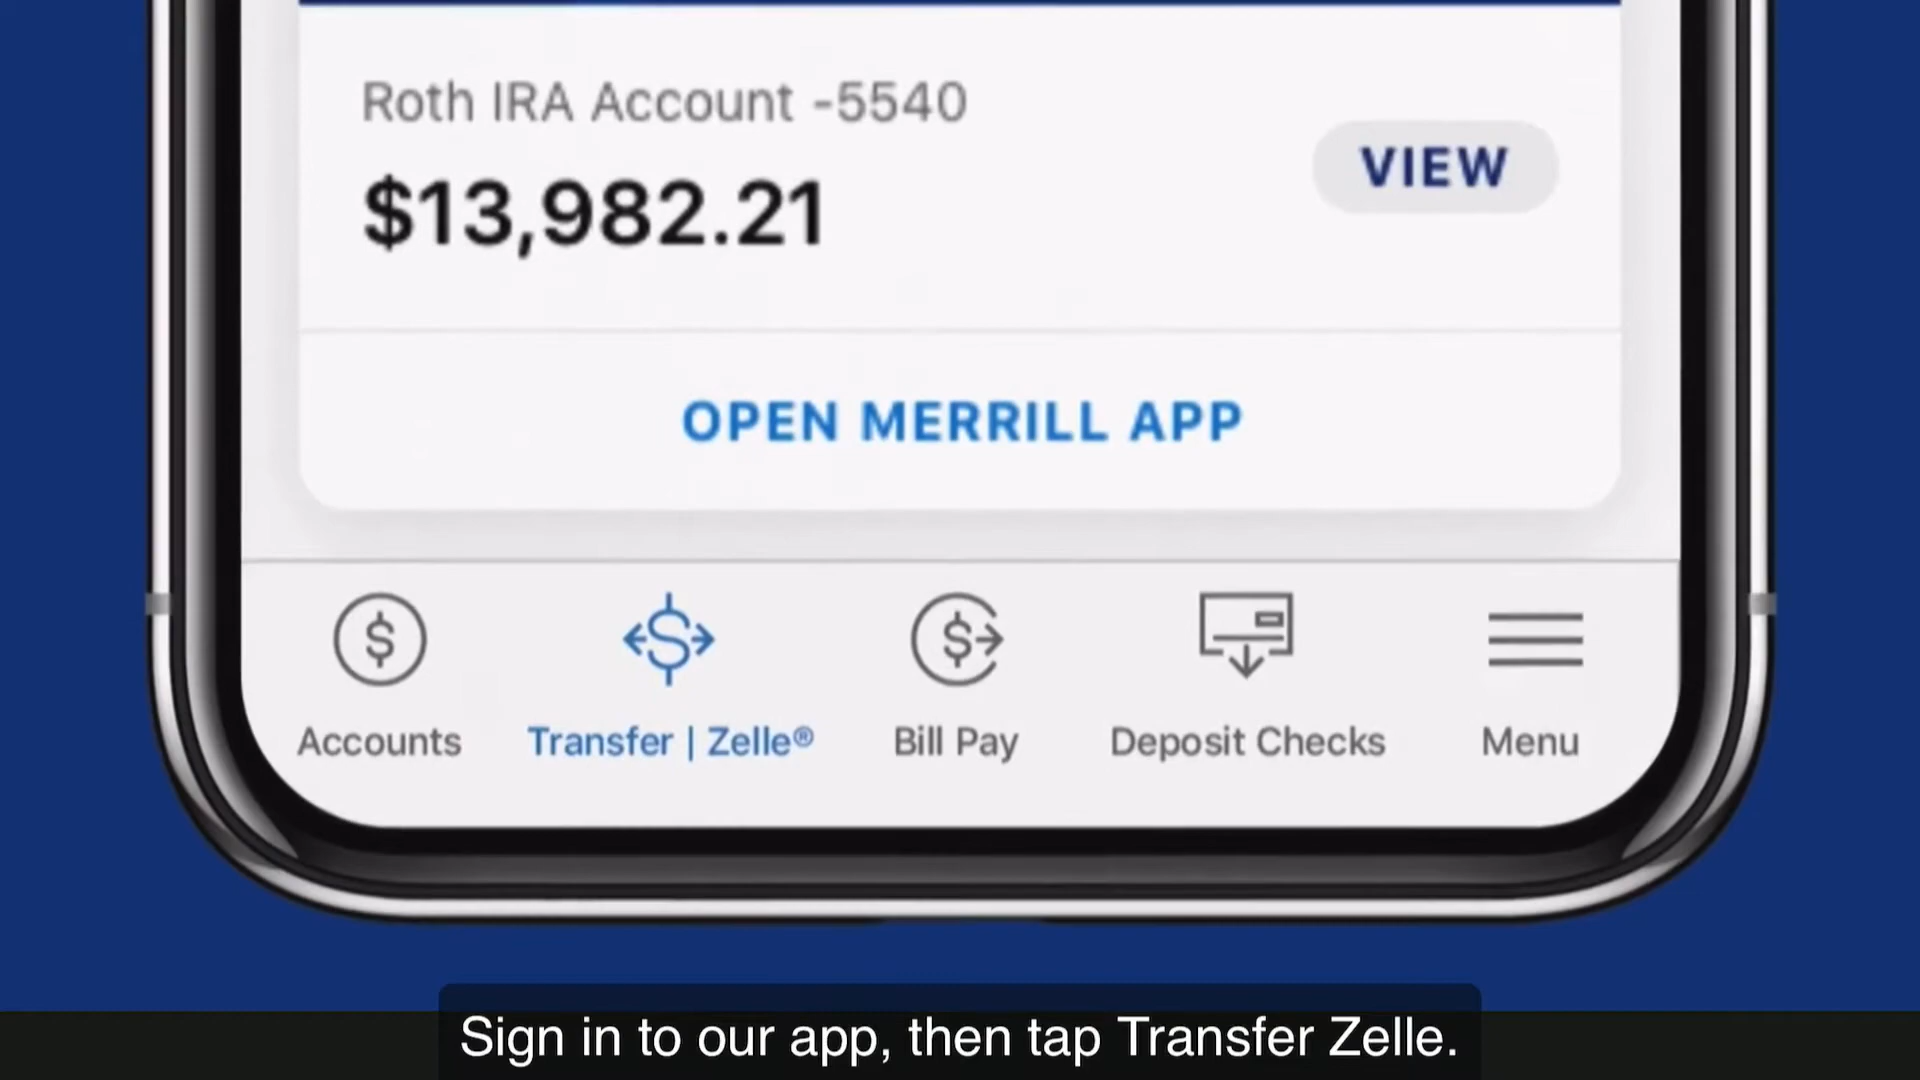 Roth IRA Account -5540
$13,982.21
VIEW
OPEN MERRILL APP
Accounts
Transfer | Zelle®
Bill Pay
Deposit Checks
Menu
Sign in to our app, then tap Transfer Zelle.